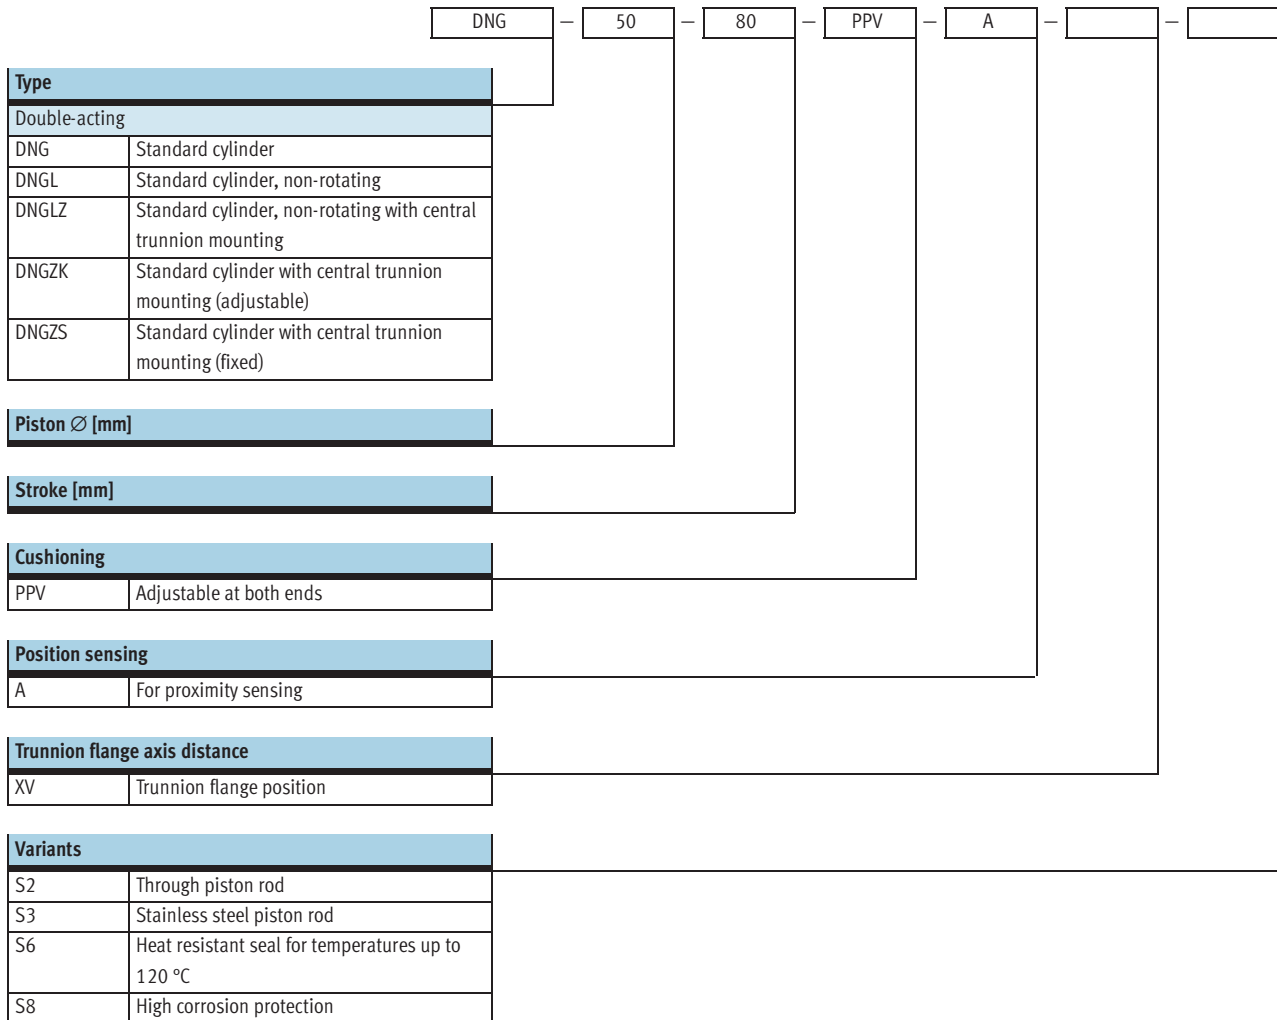 DNG – 50 – 80 – PPV – A – –
Type
Double-acting
DNG Standard cylinder
DNGL Standard cylinder, non-rotating
DNGLZ Standard cylinder, non-rotating with central
trunnion mounting
DNGZK Standard cylinder with central trunnion
mounting (adjustable)
DNGZS Standard cylinder with central trunnion
mounting (fixed)
Piston ∅ [mm]
Stroke [mm]
Cushioning
PPV Adjustable at both ends
Position sensing
A For proximity sensing
Trunnion flange axis distance
XV Trunnion flange position
Variants
S2 Through piston rod
S3 Stainless steel piston rod
S6 Heat resistant seal for temperatures up to
120 °C
S8 High corrosion protection